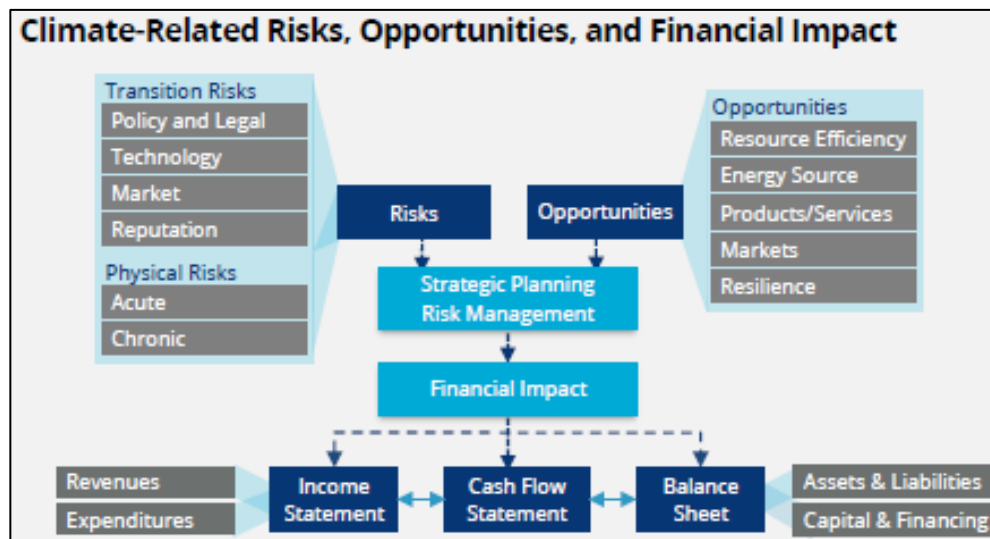 Climate-Related Risks, Opportunities, and Financial Impact
Transition Risks
Policy and Legal
Technology
Market
Reputation
Physical Risks
Acute
Chronic
Risks
Opportunities
Opportunities
Resource Efficiency
Energy Source
Products/Services
Markets
Resilience
Strategic Planning
Risk Management
Financial Impact
Revenues
Expenditures
Income
Statement
Cash Flow
Statement
Balance
Sheet
Assets & Liabilities
Capital & Financing